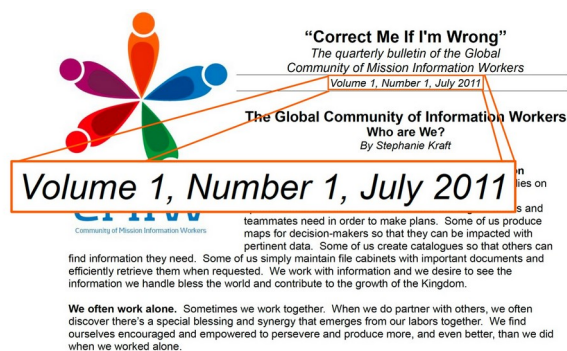 “Correct Me If I'm Wrong”
The quarterly bulletin of the Global
Community of Mission Information Workers
Volume 1, Number 1, July 2011
The Global Community of Information Workers
Who are We?
By Stephanie Kraft
on
lies on
Volume 1, Number 1, July 2011
Community of Mission Information Workers
s and
teammates need in order to make plans. Some of us produce
maps for decision-makers so that they can be impacted with
pertinent data. Some of us create catalogues so that others can
find information they need. Some of us simply maintain file cabinets with important documents and
efficiently retrieve them when requested. We work with information and we desire to see the
information we handle bless the world and contribute to the growth of the Kingdom.
We often work alone. Sometimes we work together. When we do partner with others, we often
discover there's a special blessing and synergy that emerges from our labors together. We find
ourselves encouraged and empowered to persevere and produce more, and even better, than we did
when we worked alone.